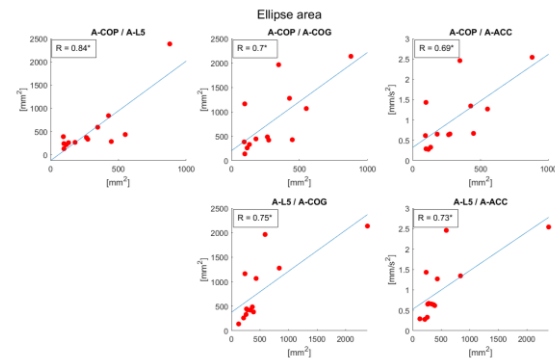 Ellipse area
A-COP / A-L5
A-COP / A-COG
A-COP / A-ACC
R = 0.84*
R = 0.7*
R = 0.69*
[mm²]
2500
2000
1500
1000
500
0
0
500
1000
[mm²]
[mm²]
2500
2000
1500
1000
500
0
0
500
1000
[mm²]
[mm/s²]
3
2.5
2
1.5
1
0.5
0
0
500
1000
[mm²]
A-L5 / A-COG
A-L5 / A-ACC
R = 0.75*
R = 0.73*
[mm²]
2500
2000
1500
1000
500
0
0
500
1000
1500
2000
[mm²]
[mm/s²]
3
2.5
2
1.5
1
0.5
0
0
500
1000
1500
2000
[mm²]